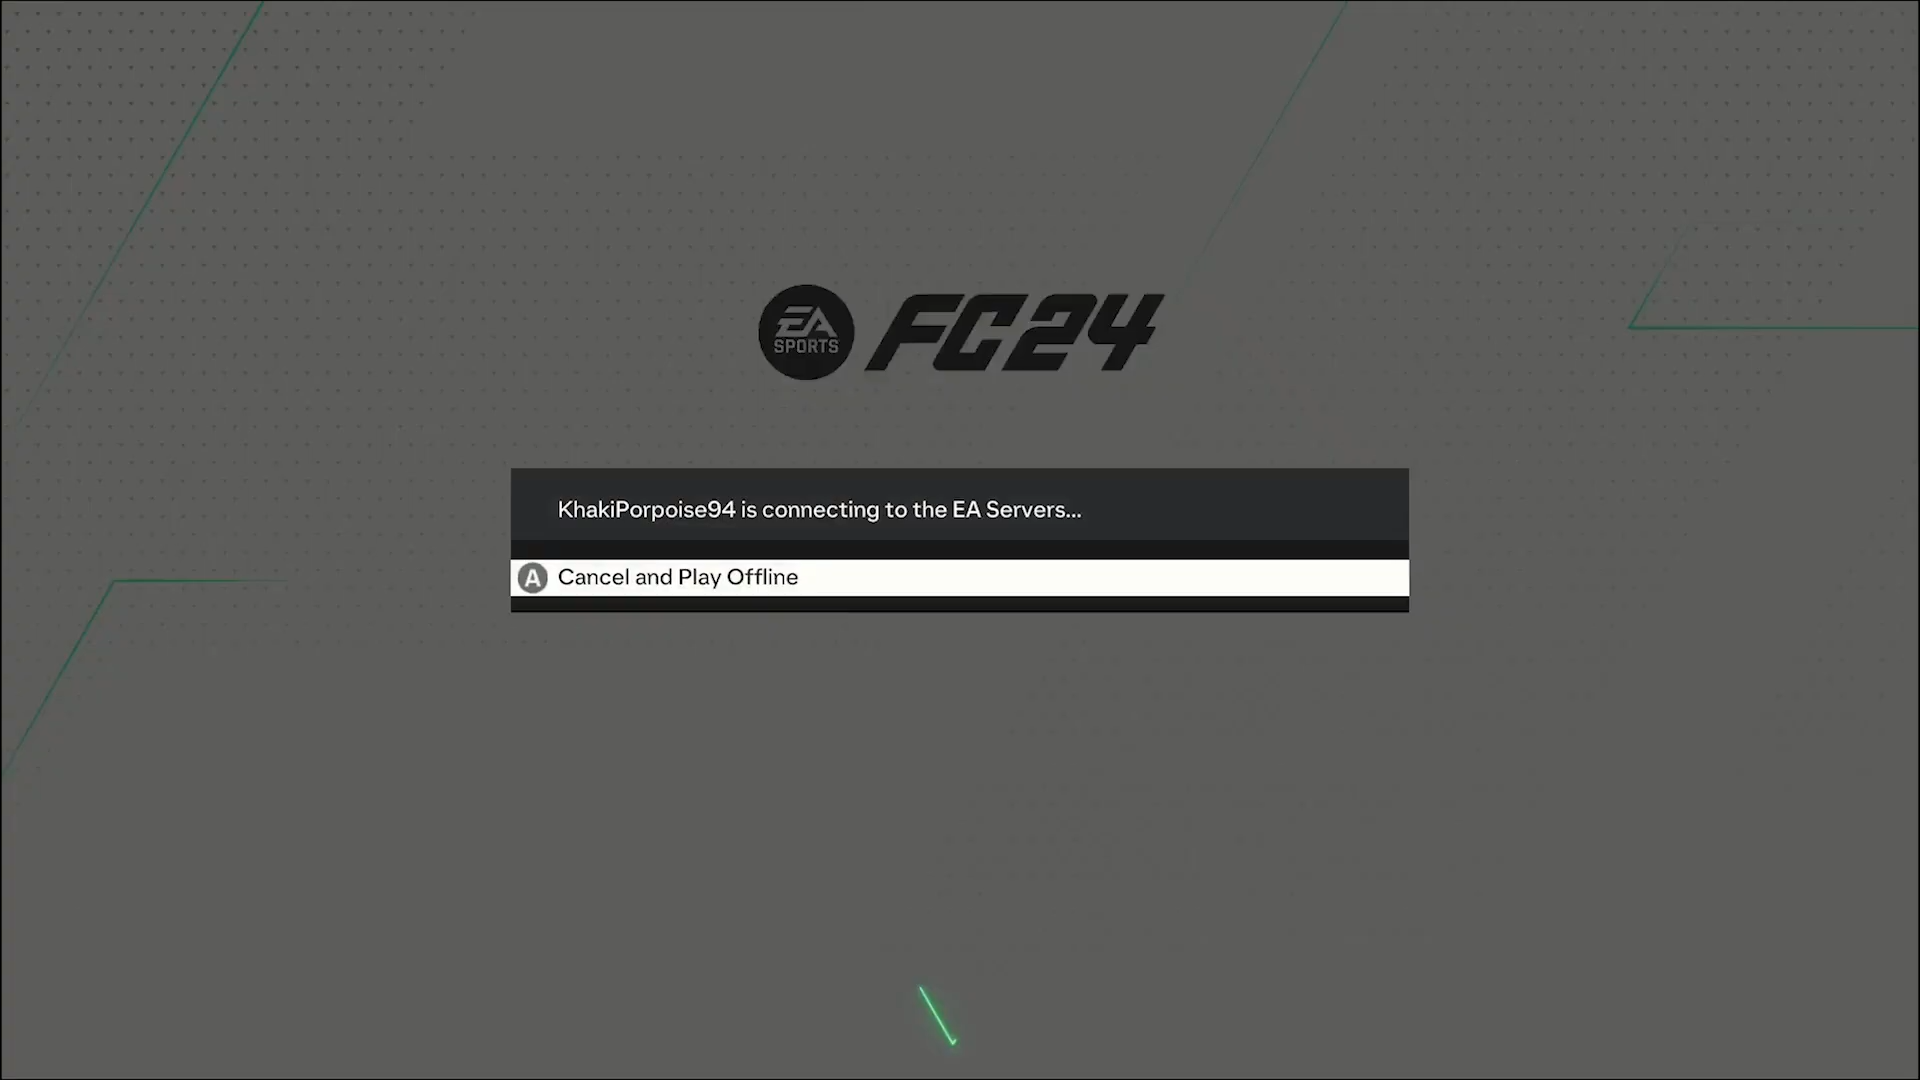 EA
SPORTS
FC24
KhakiPorpoise94 is connecting to the EA Servers...
A Cancel and Play Offline